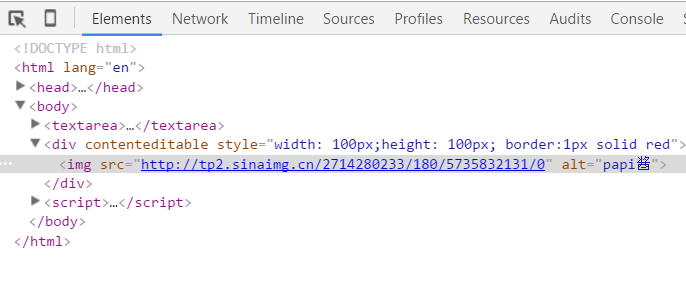 Elements Network Timeline Sources Profiles Resources Audits Console
<!DOCTYPE html>
<html lang="en">
<head>…</head>
<body>
<textarea>…</textarea>
<div contenteditable style="width: 100px;height: 100px; border:1px solid red">
<img src="http://tp2.sinaimg.cn/2714280233/180/5735832131/0" alt="papi酱">
</div>
<script>…</script>
</body>
</html>